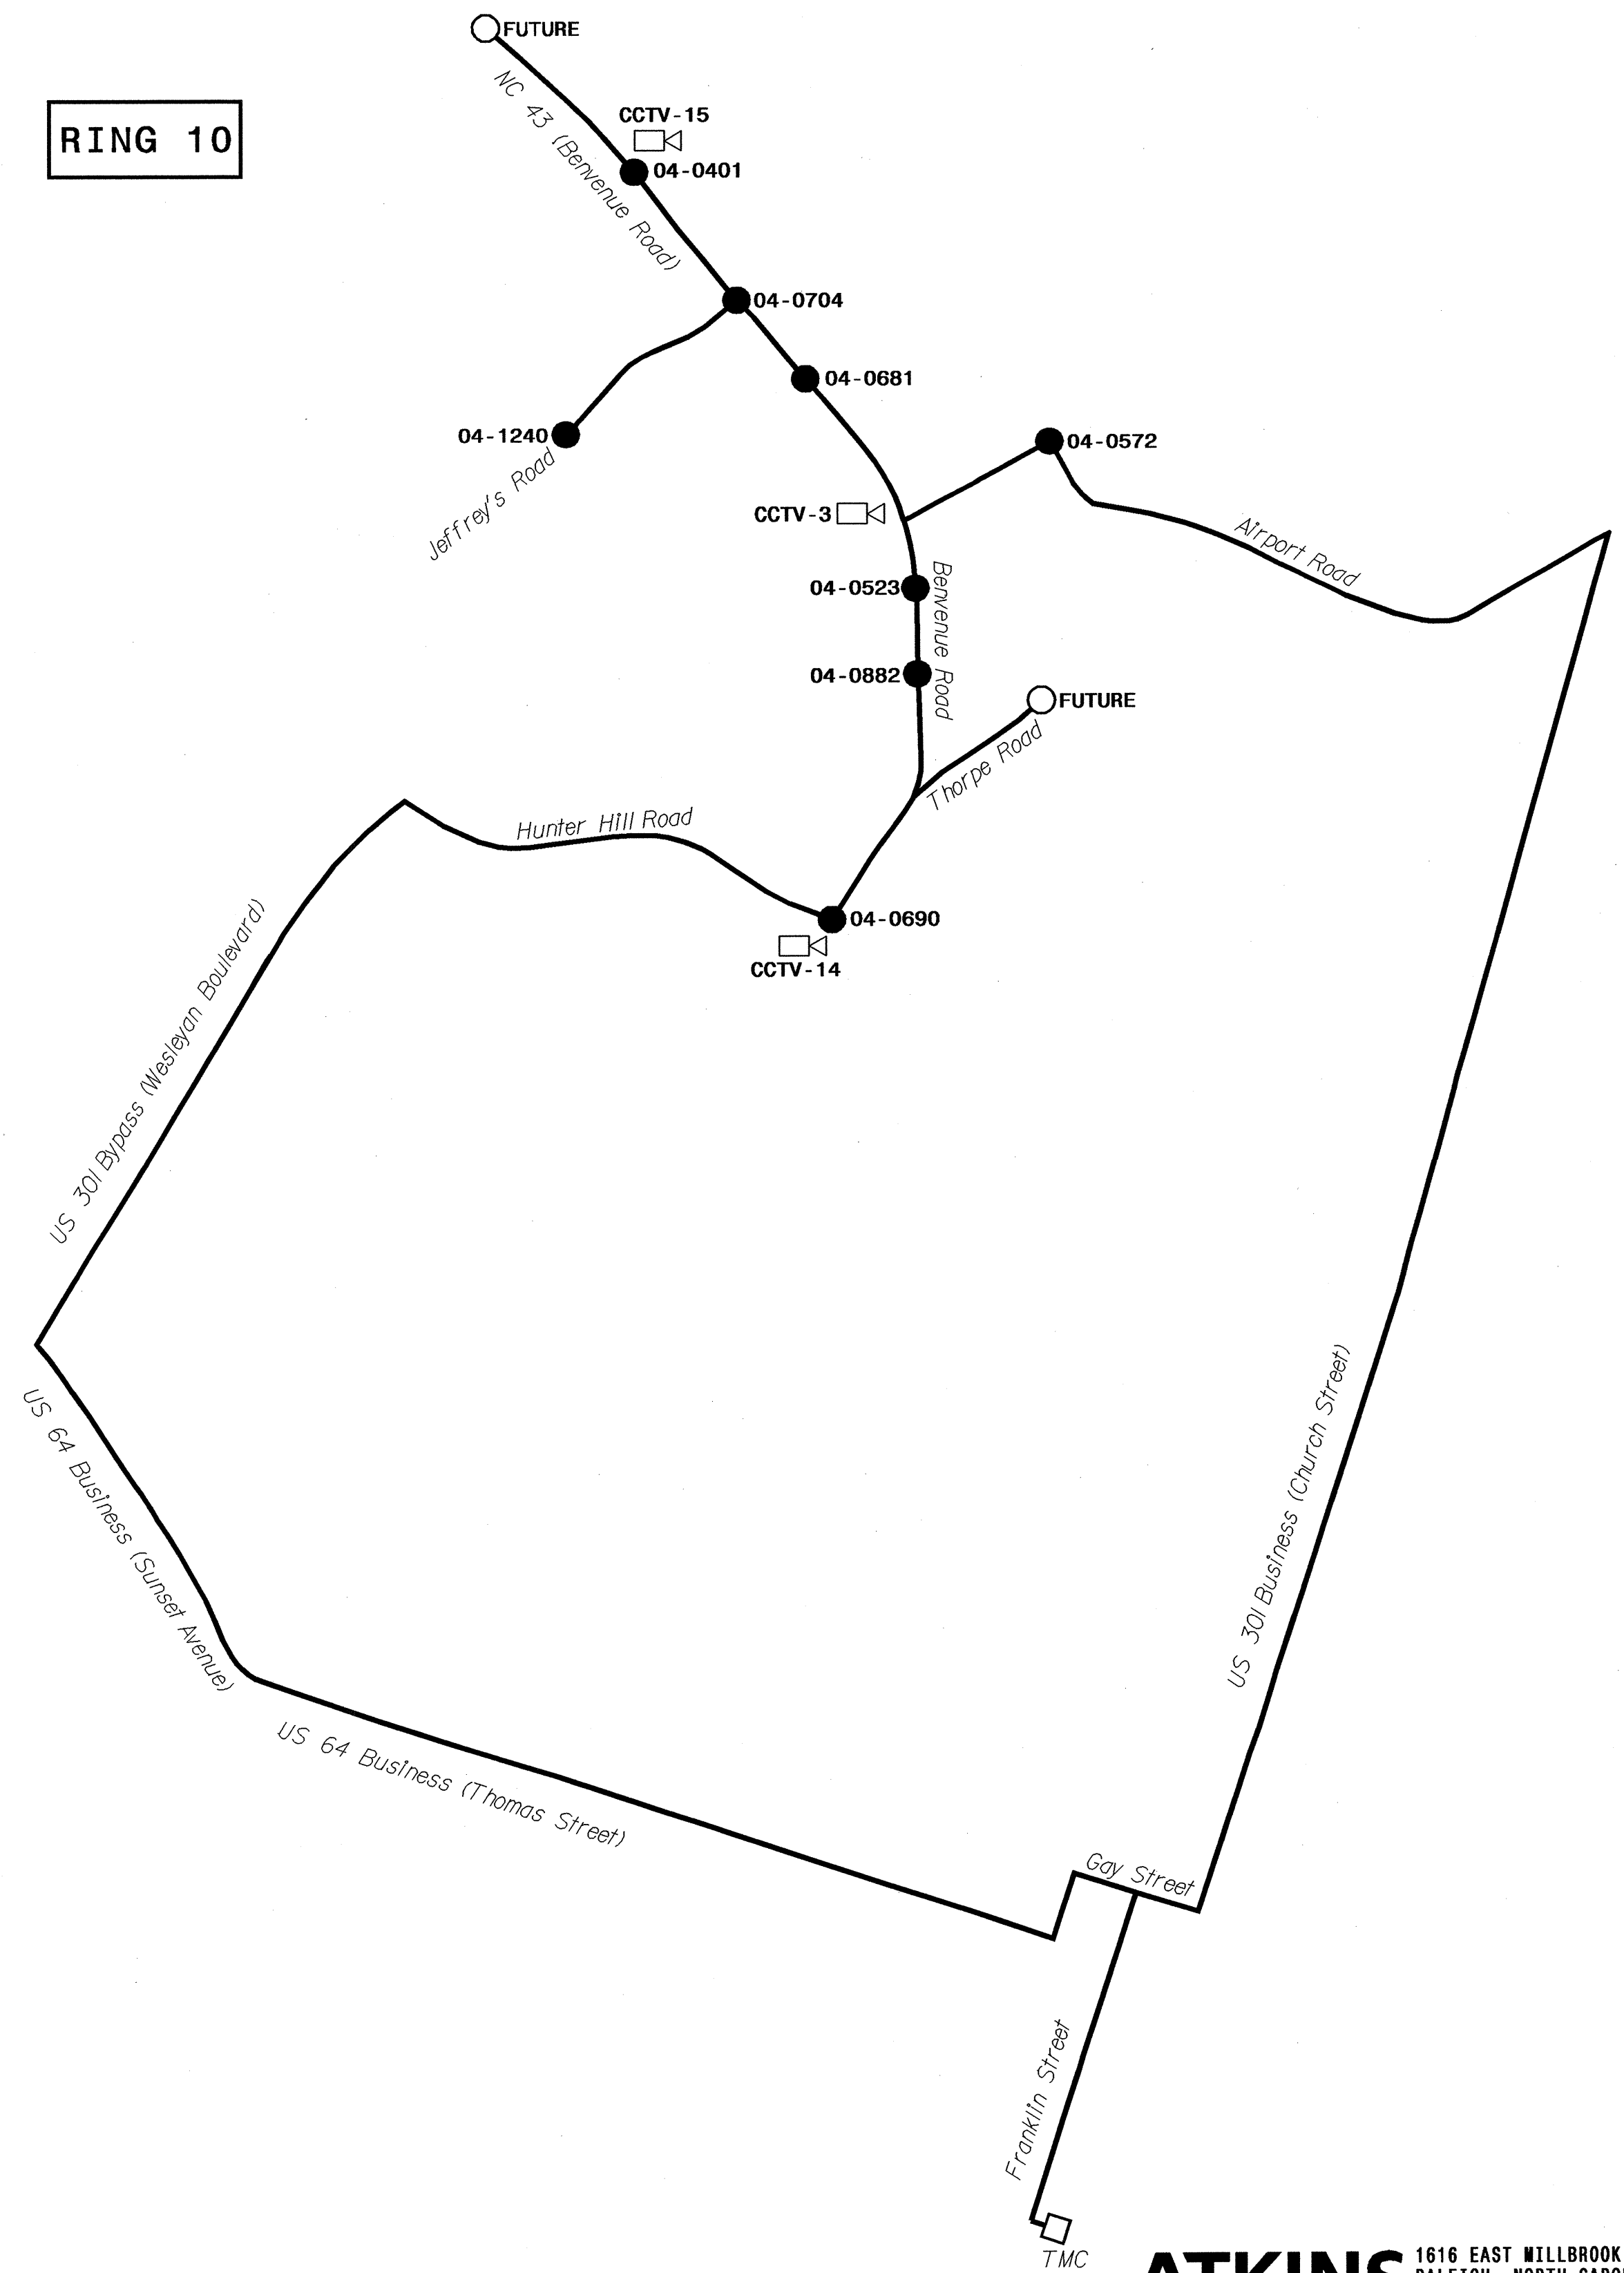 FUTURE
RING 10
NC 43 (Benvenue Road)
CCTV-15
04-0401
04-0704
04-0681
04-1240
Jeffrey's Road
04-0572
CCTV-3
Airport Road
04-0523
Benvenue Road
04-0882
FUTURE
Thorpe Road
Hunter Hill Road
04-0690
CCTV-14
US 301 Bypass (Wesleyan Boulevard)
US 301 Business (Church Street)
US 64 Business (Sunset Avenue)
US 64 Business (Thomas Street)
Gay Street
Franklin Street
TMC
ATKINS
1616 EAST MILLBROOK